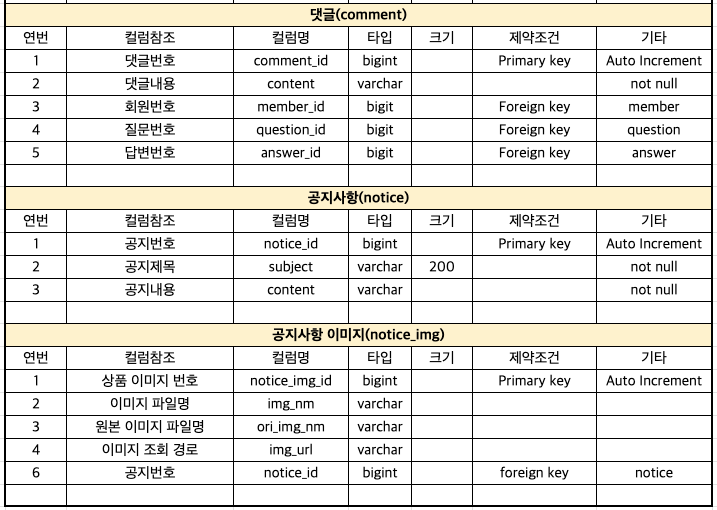 댓글(comment)
연번 컬럼참조 컬럼명 타입 크기 제약조건 기타
1 댓글번호 comment_id bigint Primary key Auto Increment
2 댓글내용 content varchar not null
3 회원번호 member_id bigit Foreign key member
4 질문번호 question_id bigit Foreign key question
5 답변번호 answer_id bigit Foreign key answer
공지사항(notice)
연번 컬럼참조 컬럼명 타입 크기 제약조건 기타
1 공지번호 notice_id bigint Primary key Auto Increment
2 공지제목 subject varchar 200 not null
3 공지내용 content varchar not null
공지사항 이미지(notice_img)
연번 컬럼참조 컬럼명 타입 크기 제약조건 기타
1 상품 이미지 번호 notice_img_id bigint Primary key Auto Increment
2 이미지 파일명 img_nm varchar
3 원본 이미지 파일명 ori_img_nm varchar
4 이미지 조회 경로 img_url varchar
6 공지번호 notice_id bigint foreign key notice